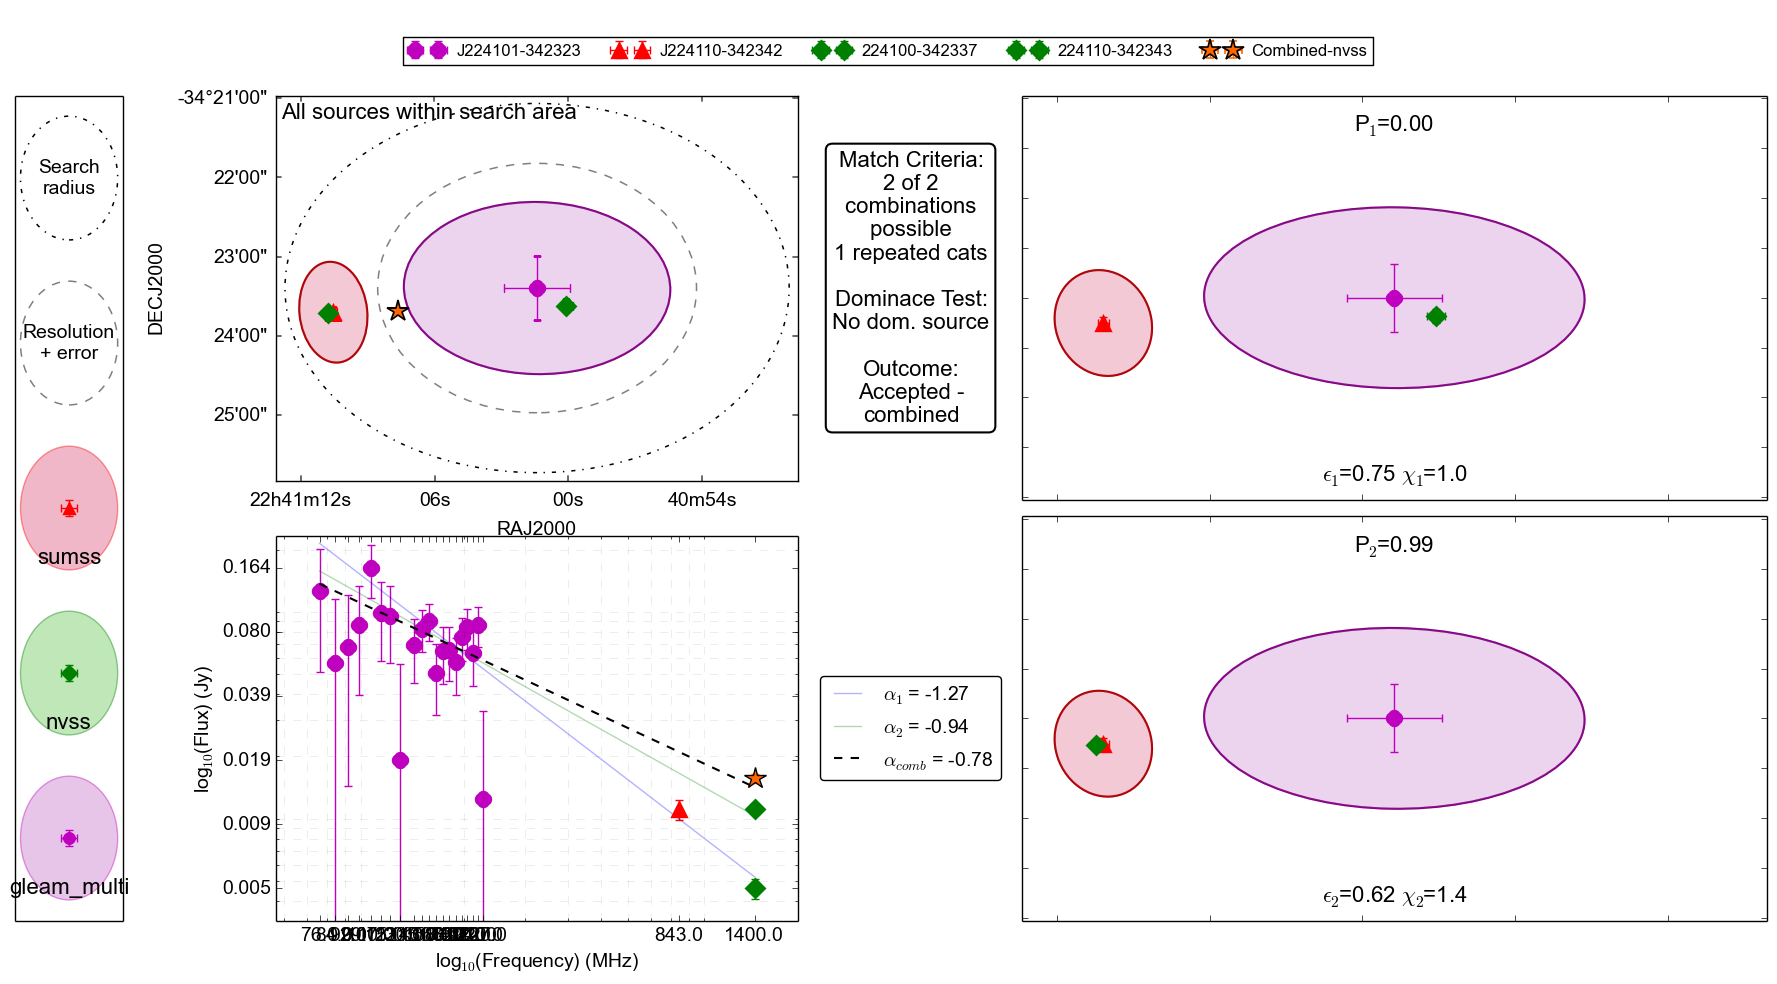 J224101-342323 J224110-342342 224100-342337 224110-342343 Combined-nvss
Search
radius
Resolution
+ error
sumss
nvss
gleam_multi
All sources within search area
-34°21'00"
22'00"
23'00"
24'00"
25'00"
DECJ2000
22h41m12s 06s 00s 40m54s
RAJ2000
Match Criteria:
2 of 2
combinations
possible
1 repeated cats
Dominace Test:
No dom. source
Outcome:
Accepted -
combined
P1=0.00
ϵ1=0.75 χ1=1.0
0.164
0.080
0.039
0.019
0.009
0.005
log10(Flux) (Jy)
843.0 1400.0
log10(Frequency) (MHz)
α1 = -1.27
α2 = -0.94
αcomb = -0.78
P2=0.99
ϵ2=0.62 χ2=1.4